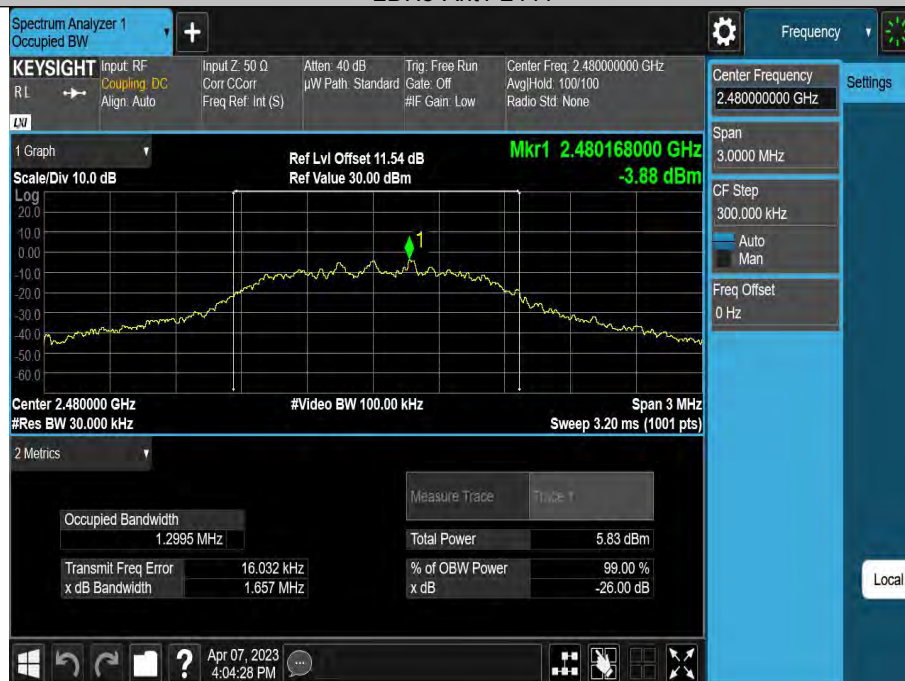 Spectrum Analyzer 1
Occupied BW
+
Frequency
KEYSIGHT
RL
LXI
Input: RF
Coupling: DC
Align: Auto
Input Z: 50 Ω
Corr CCorr
Freq Ref: Int (S)
Atten: 40 dB
µW Path: Standard
Trig: Free Run
Gate: Off
#IF Gain: Low
Center Freq: 2.480000000 GHz
Avg|Hold: 100/100
Radio Std: None
Center Frequency
2.480000000 GHz
Settings
Span
3.0000 MHz
CF Step
300.000 kHz
Auto
Man
Freq Offset
0 Hz
1 Graph
Scale/Div 10.0 dB
Ref Lvl Offset 11.54 dB
Ref Value 30.00 dBm
Mkr1 2.480168000 GHz
-3.88 dBm
Log
20.0
10.0
0.00
-10.0
-20.0
-30.0
-40.0
-50.0
-60.0
1
Center 2.480000 GHz
#Res BW 30.000 kHz
#Video BW 100.00 kHz
Span 3 MHz
Sweep 3.20 ms (1001 pts)
2 Metrics
Measure Trace
Trace 1
Occupied Bandwidth
1.2995 MHz
Total Power 5.83 dBm
Transmit Freq Error 16.032 kHz
% of OBW Power 99.00 %
x dB Bandwidth 1.657 MHz
x dB -26.00 dB
Local
?
Apr 07, 2023
4:04:28 PM